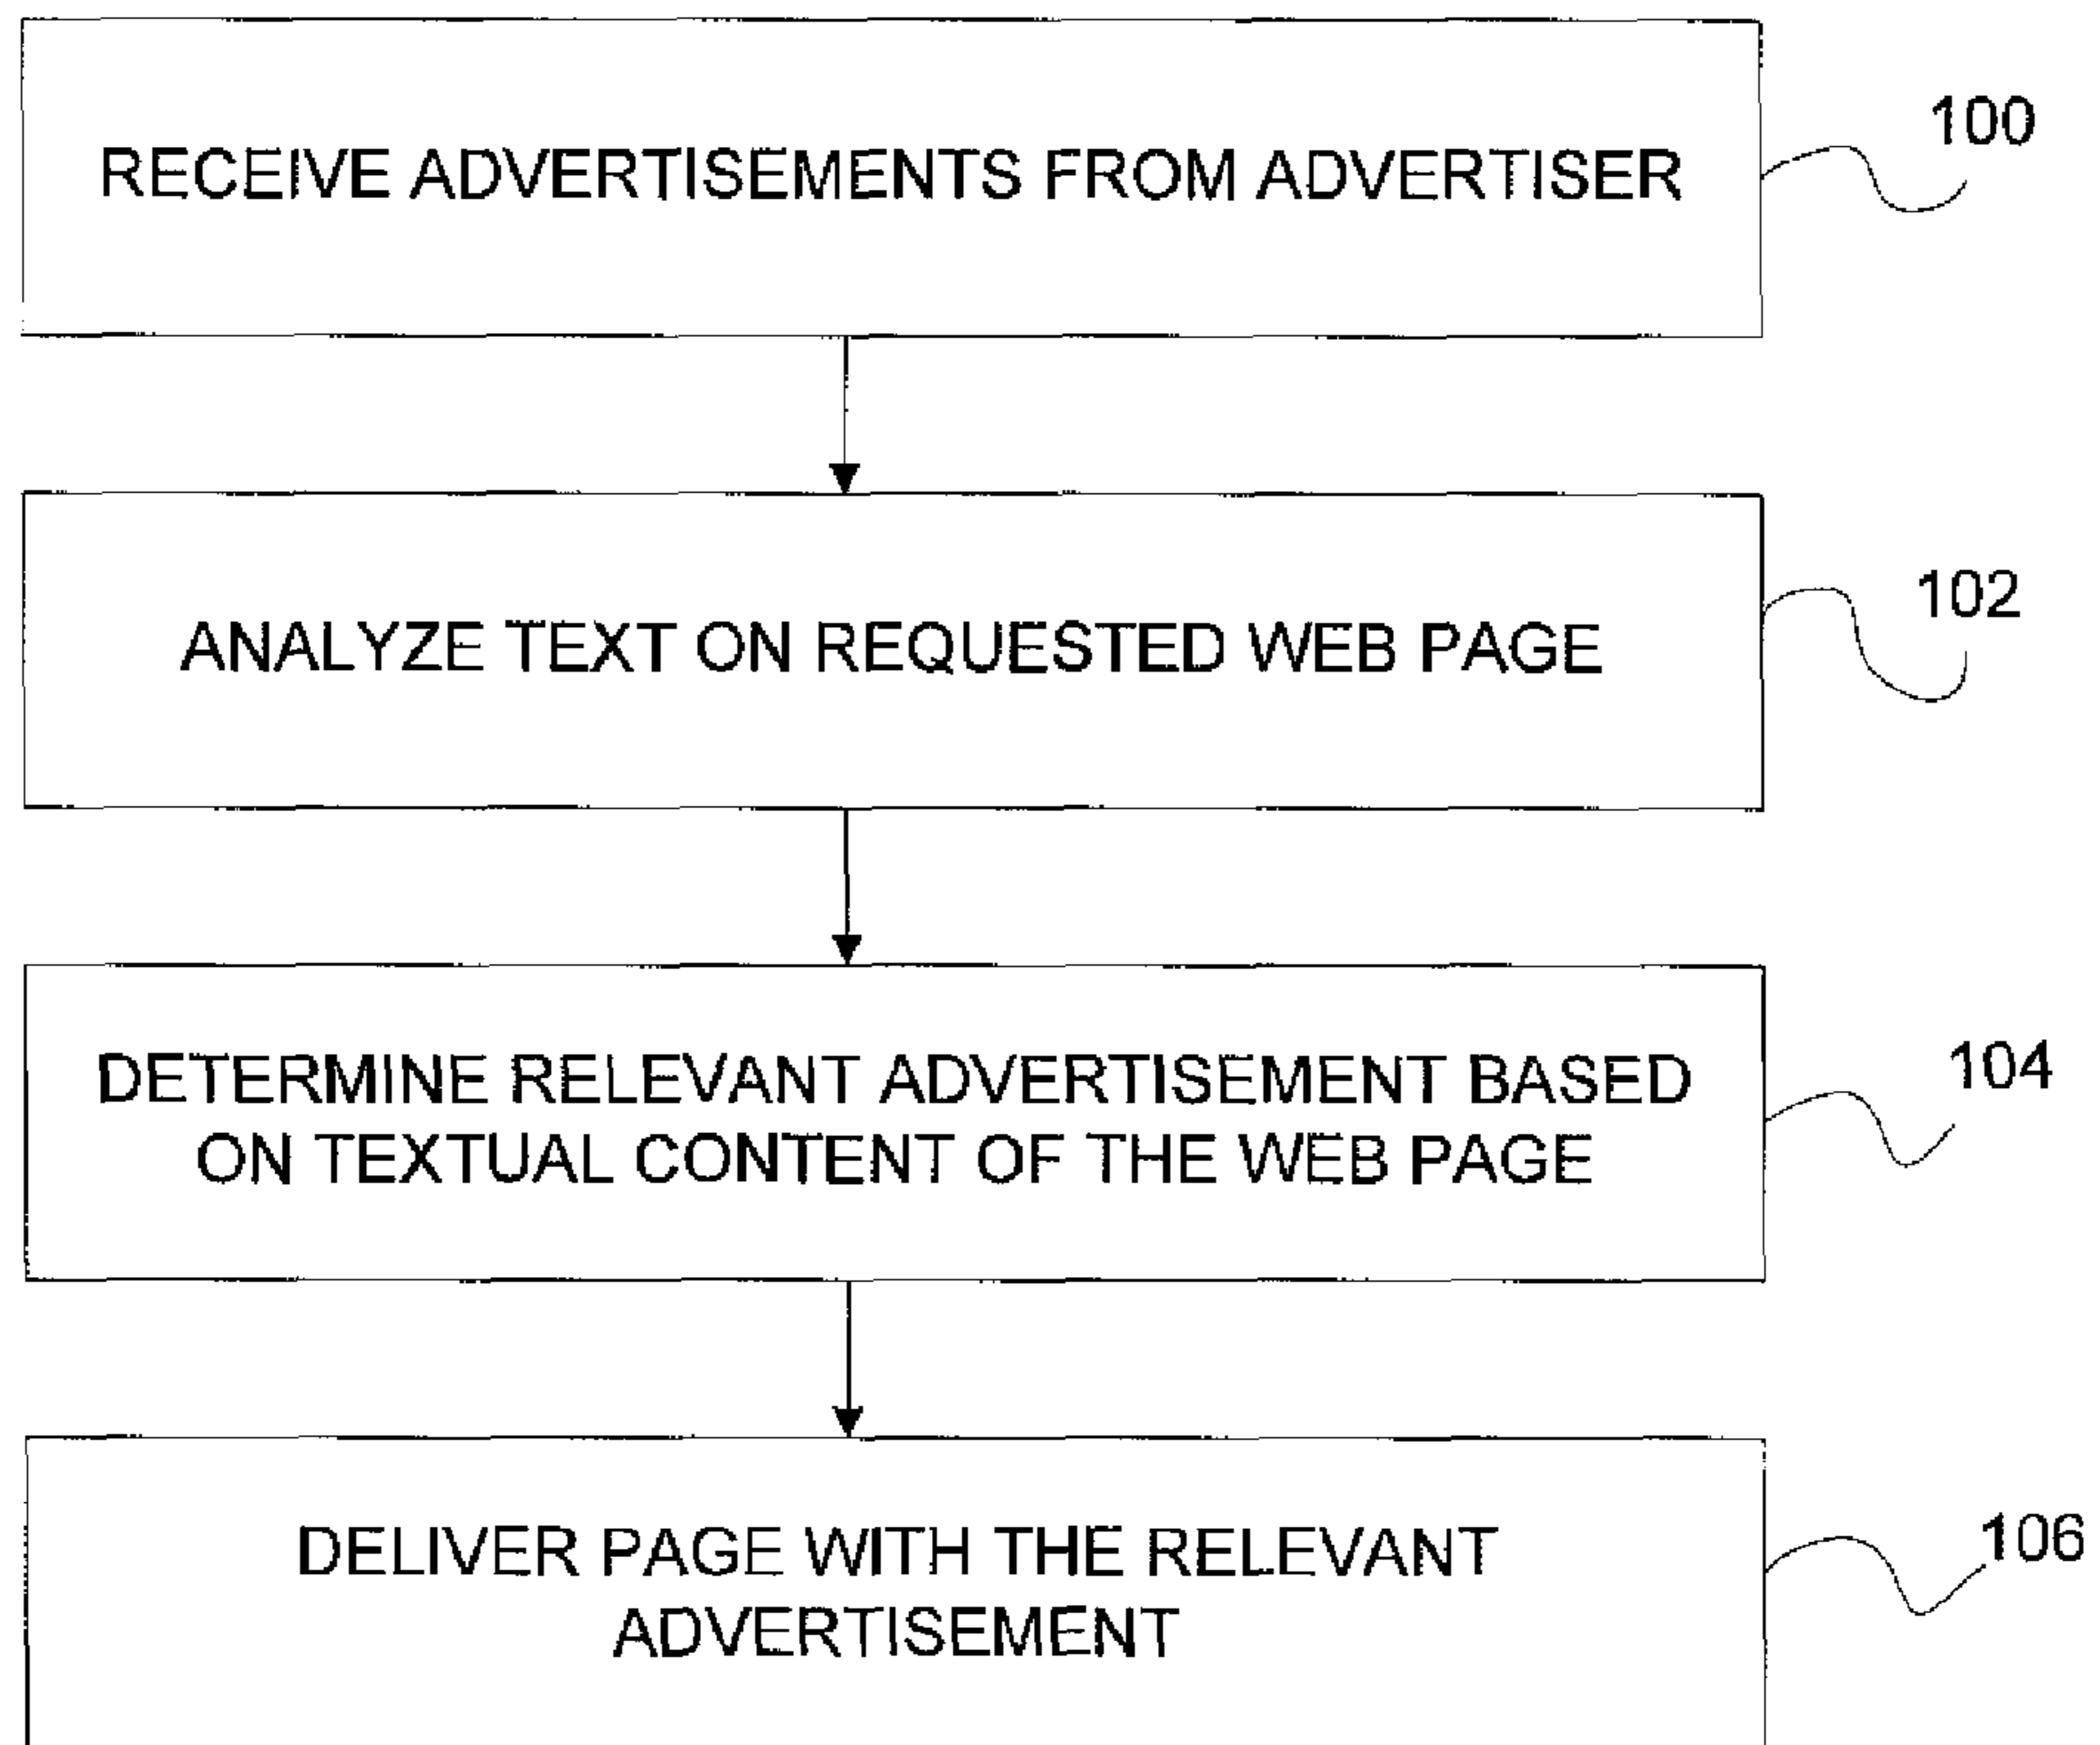 RECEIVE ADVERTISEMENTS FROM ADVERTISER
100
ANALYZE TEXT ON REQUESTED WEB PAGE
102
DETERMINE RELEVANT ADVERTISEMENT BASED
ON TEXTUAL CONTENT OF THE WEB PAGE
104
DELIVER PAGE WITH THE RELEVANT
ADVERTISEMENT
106